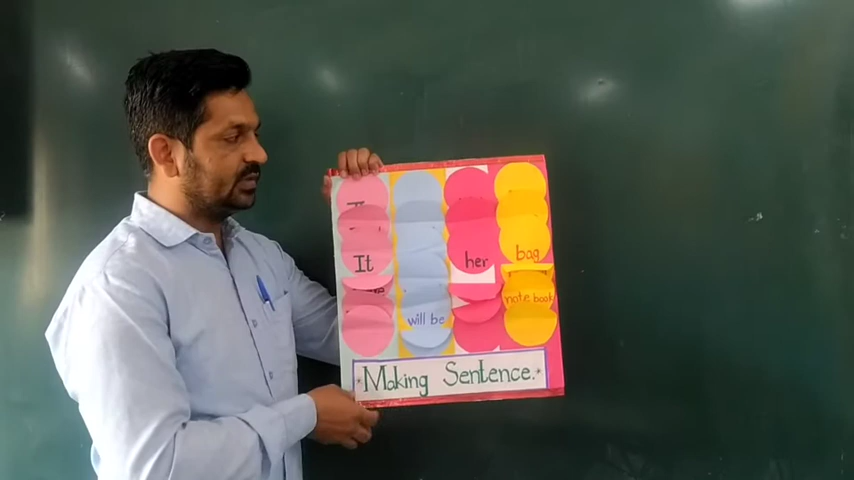 It
her
bag
note book
will be
Making Sentence.